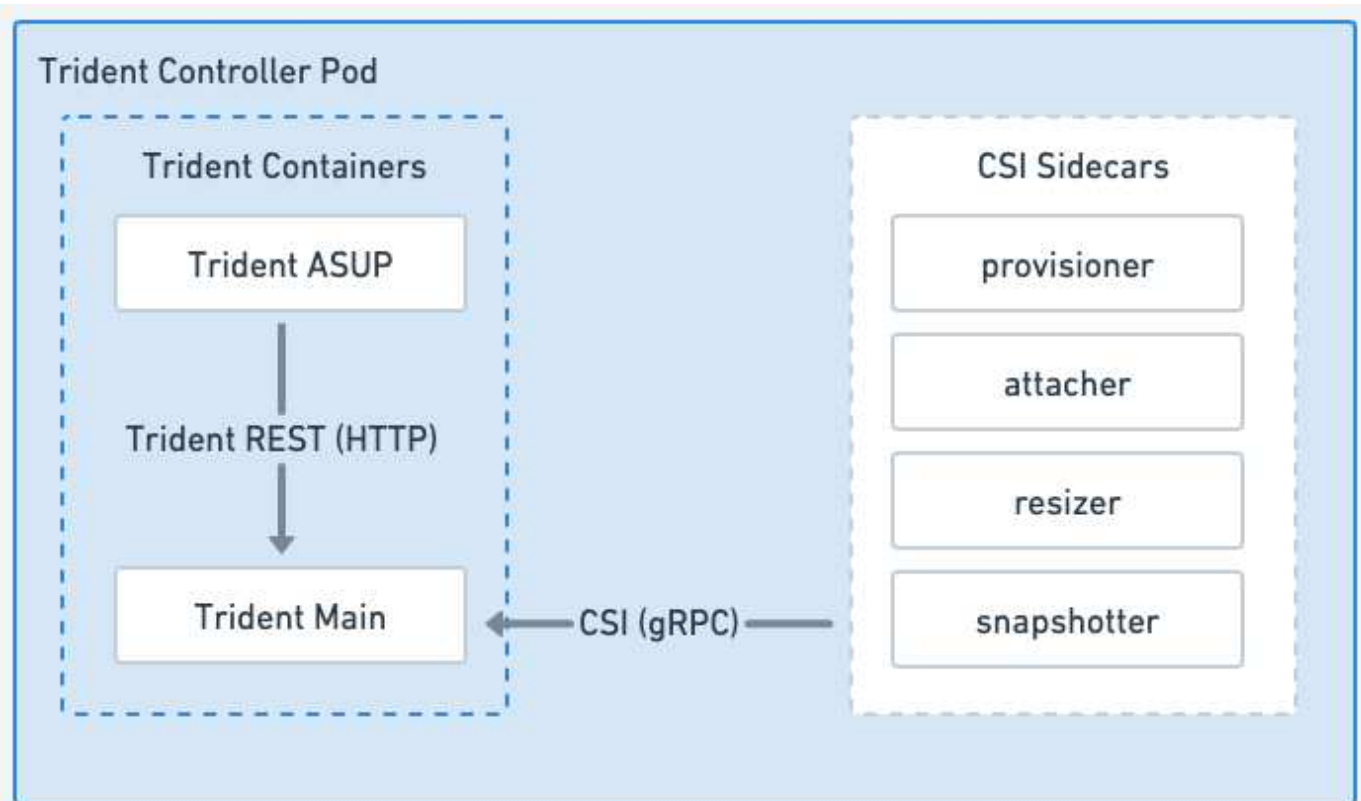 Trident Controller Pod
Trident Containers
Trident ASUP
Trident REST (HTTP)
Trident Main
CSI (gRPC)
CSI Sidecars
provisioner
attacher
resizer
snapshotter